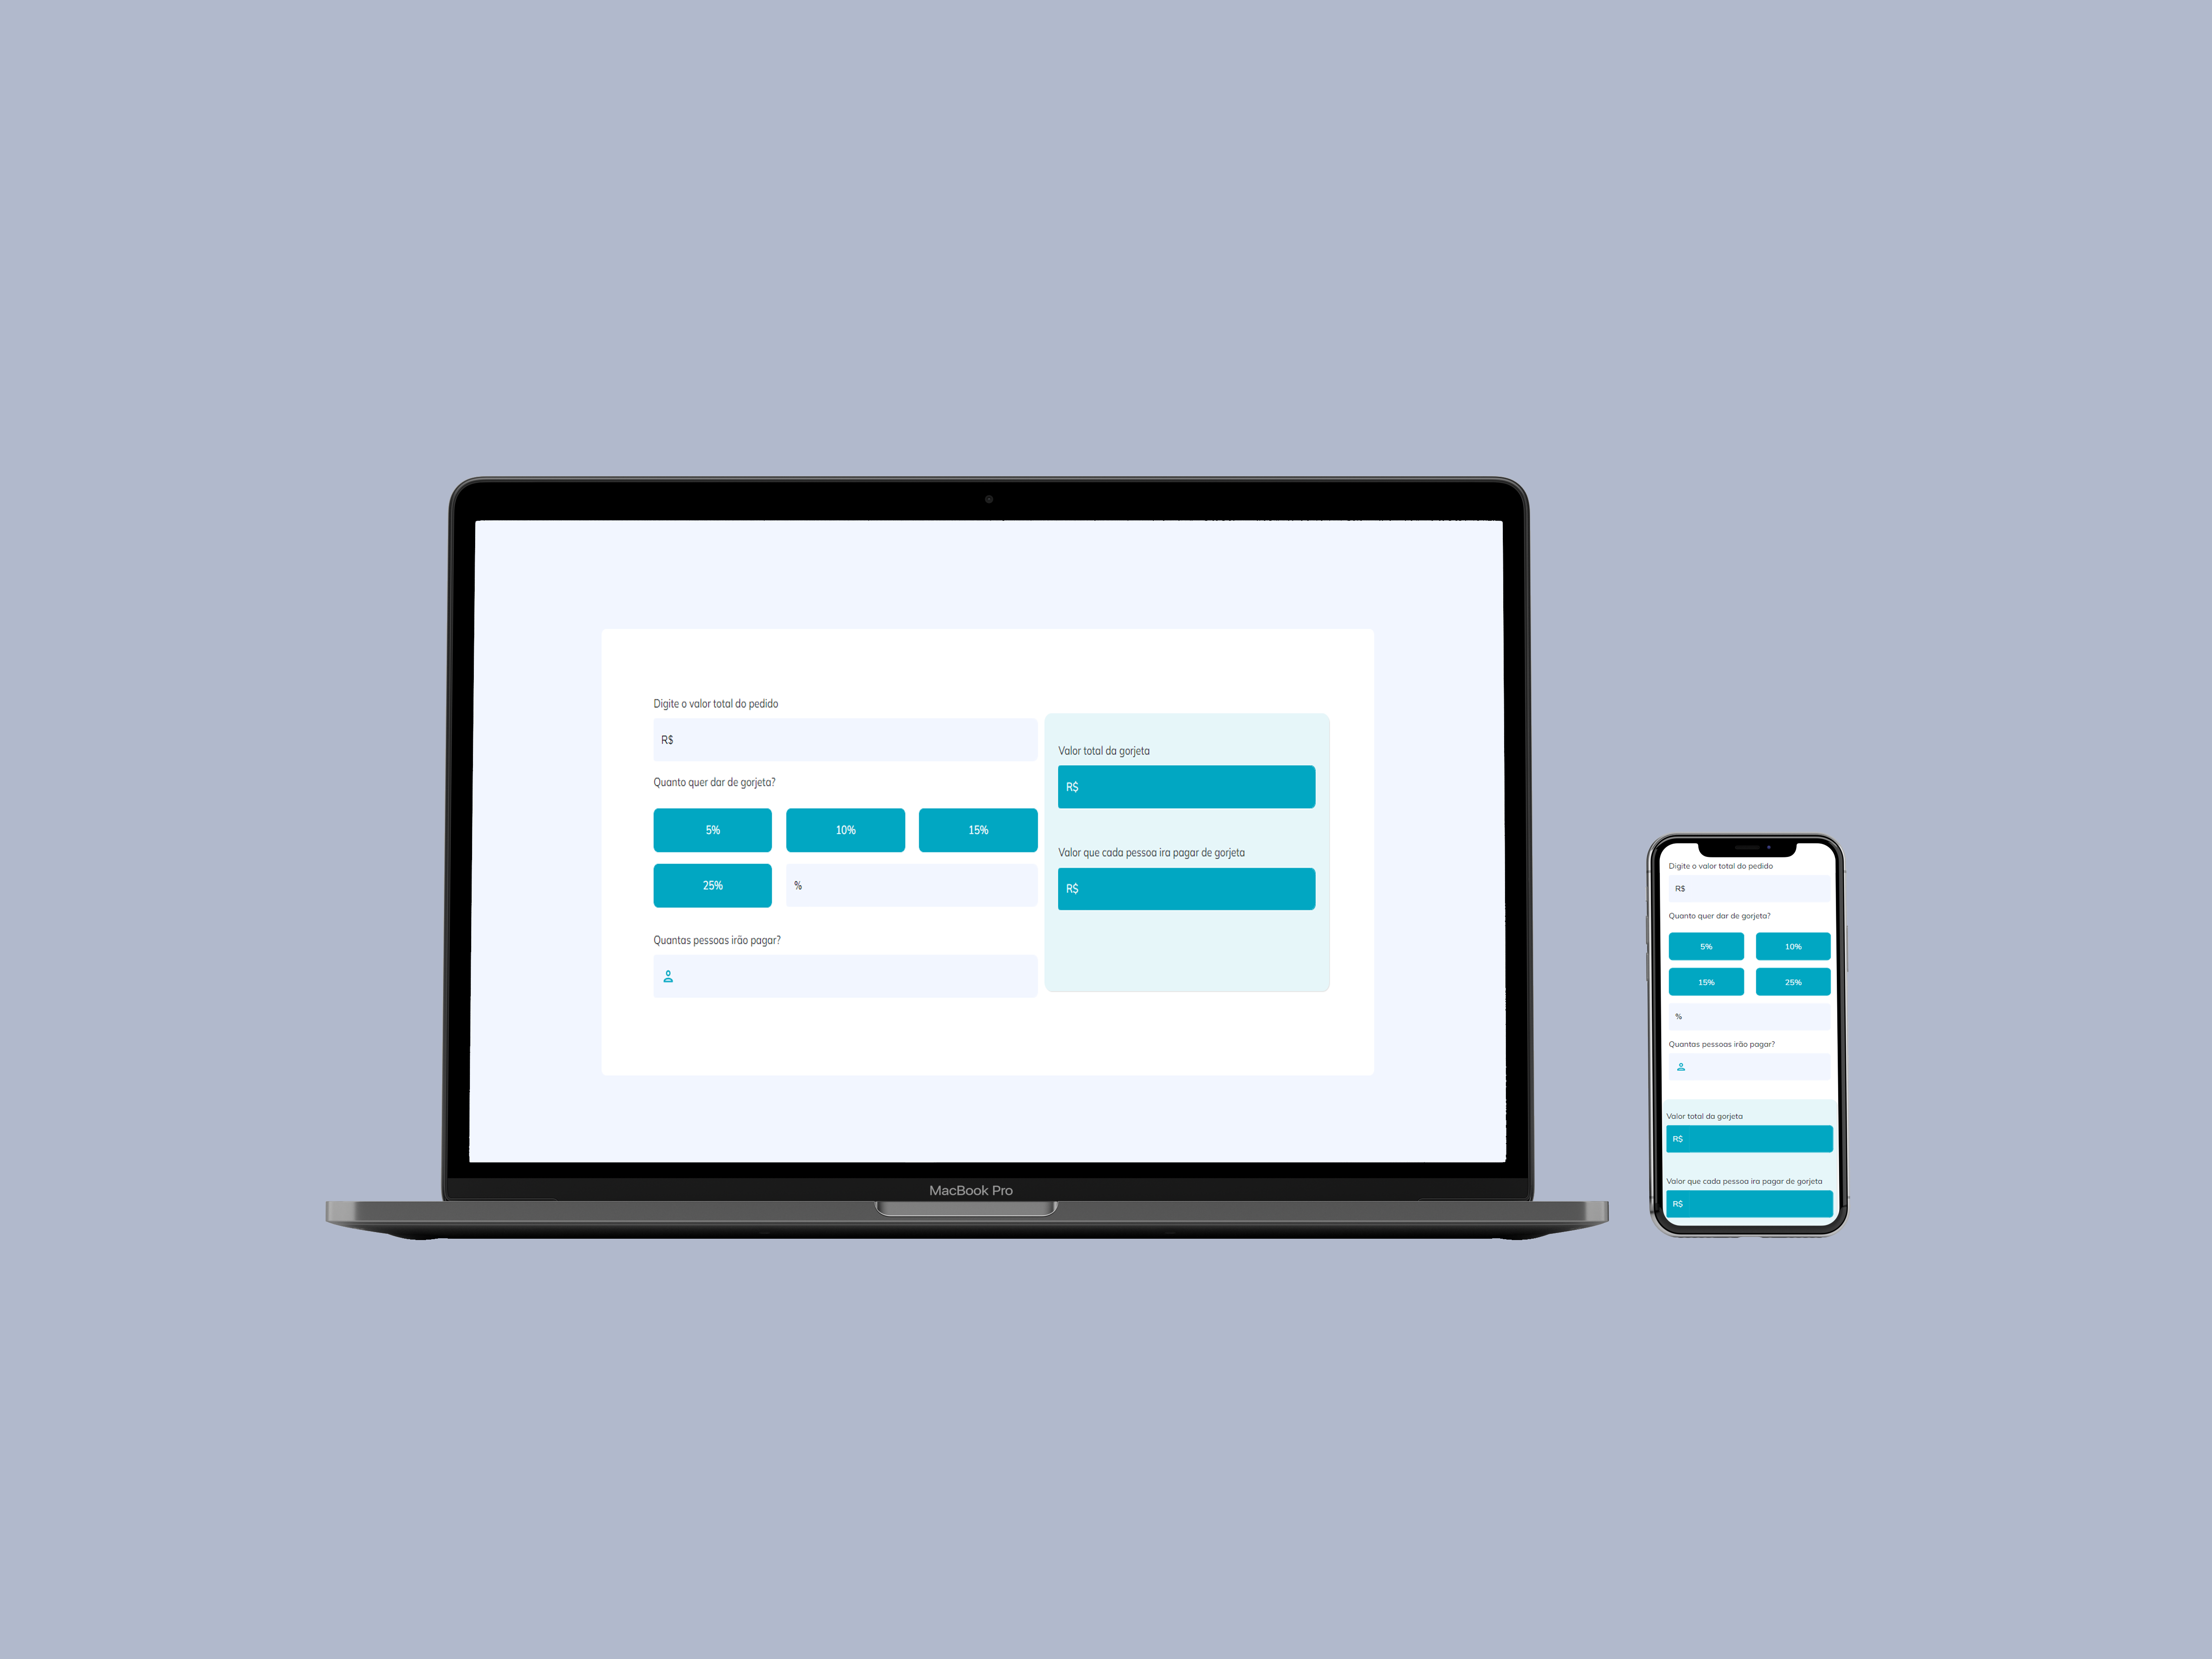 Digite o valor total do pedido
R$
Quanto quer dar de gorjeta?
5%
10%
15%
25%
%
Quantas pessoas irão pagar?
Valor total da gorjeta
R$
Valor que cada pessoa ira pagar de gorjeta
R$
MacBook Pro
Digite o valor total do pedido
R$
Quanto quer dar de gorjeta?
5%
10%
15%
25%
%
Quantas pessoas irão pagar?
Valor total da gorjeta
R$
Valor que cada pessoa ira pagar de gorjeta
R$